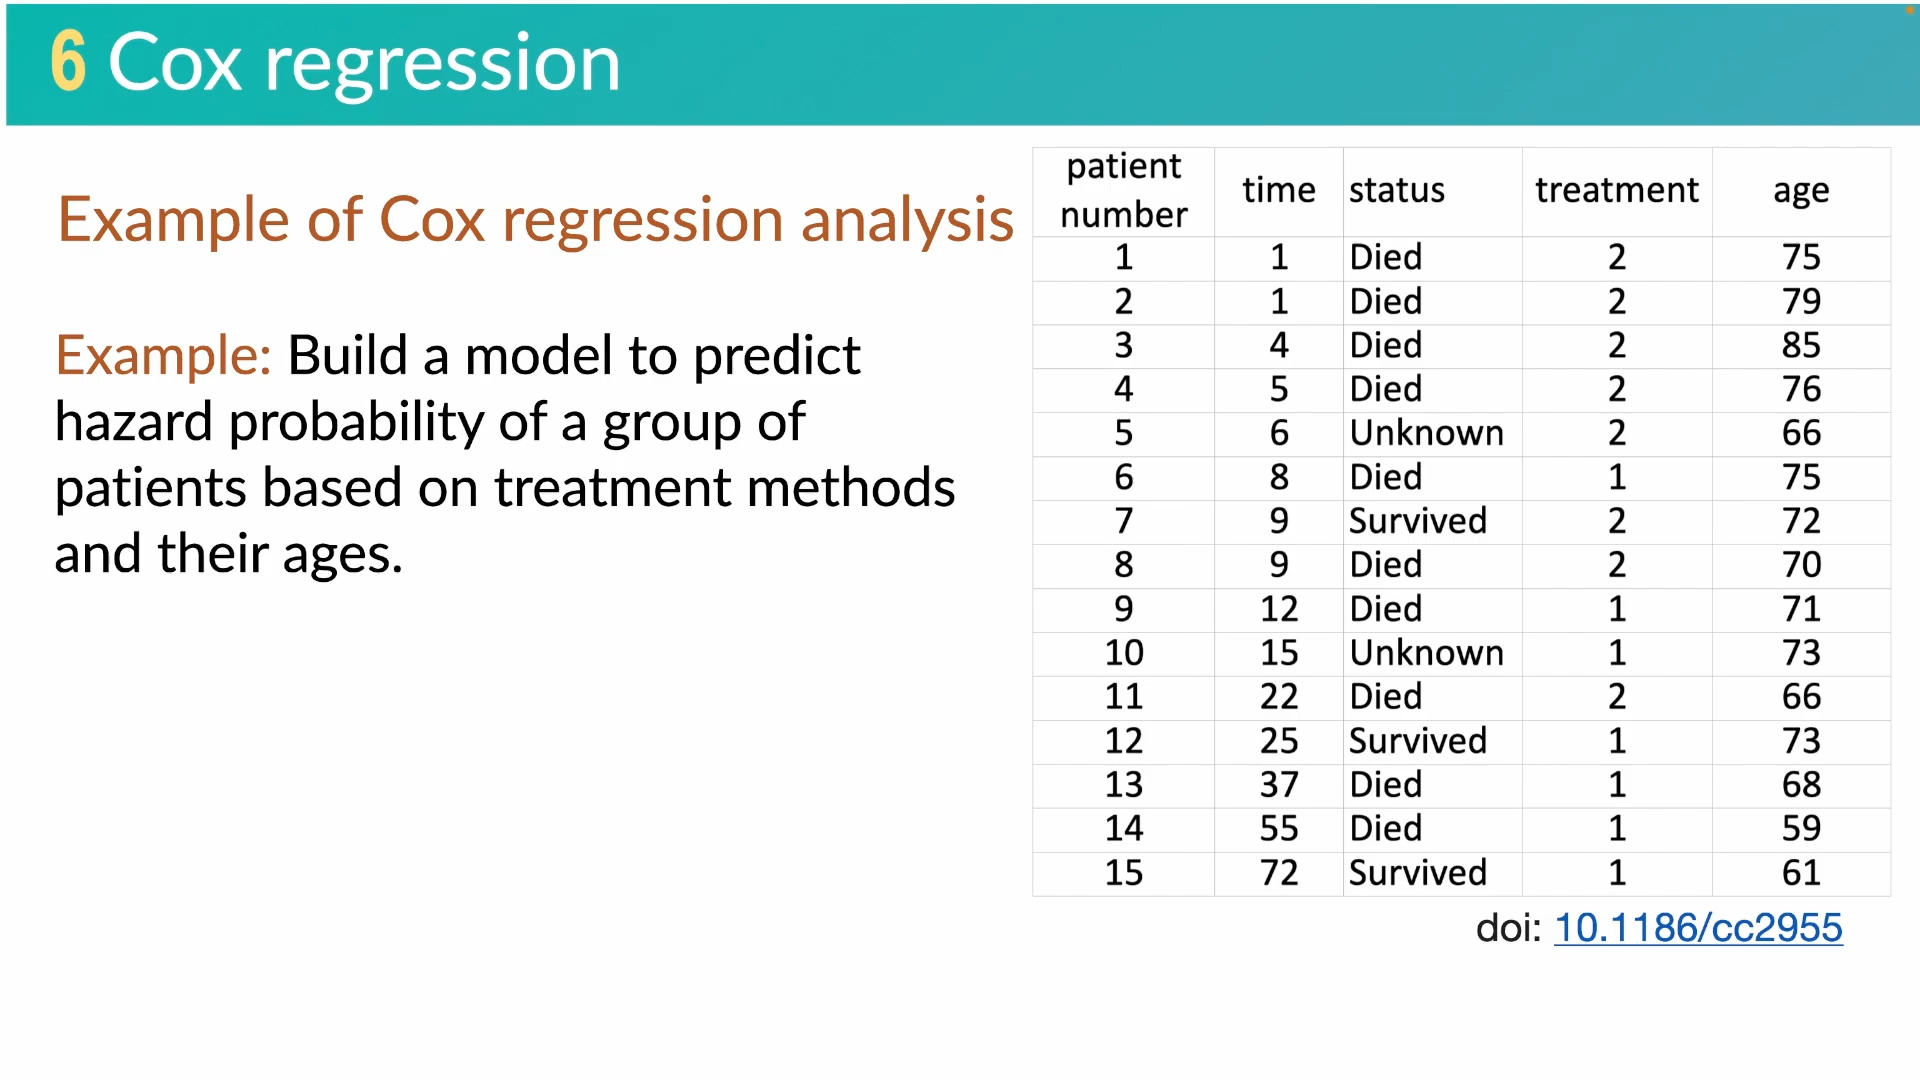 6 Cox regression
Example of Cox regression analysis
Example: Build a model to predict
hazard probability of a group of
patients based on treatment methods
and their ages.
patient number time status treatment age
1 1 Died 2 75
2 1 Died 2 79
3 4 Died 2 85
4 5 Died 2 76
5 6 Unknown 2 66
6 8 Died 1 75
7 9 Survived 2 72
8 9 Died 2 70
9 12 Died 1 71
10 15 Unknown 1 73
11 22 Died 2 66
12 25 Survived 1 73
13 37 Died 1 68
14 55 Died 1 59
15 72 Survived 1 61
doi: 10.1186/cc2955